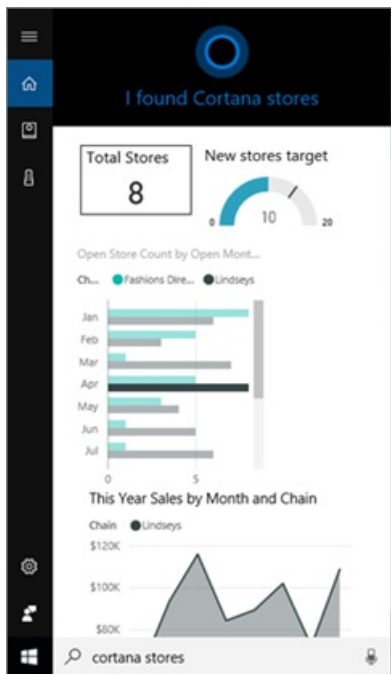 I found Cortana stores
Total Stores
8
New stores target
0 10 20
Open Store Count by Open Mont...
Ch... Fashions Dire... Lindseys
Jan
Feb
Mar
Apr
May
Jun
Jul
0 5
This Year Sales by Month and Chain
Chain Lindseys
$120K
$100K
$80K
cortana stores